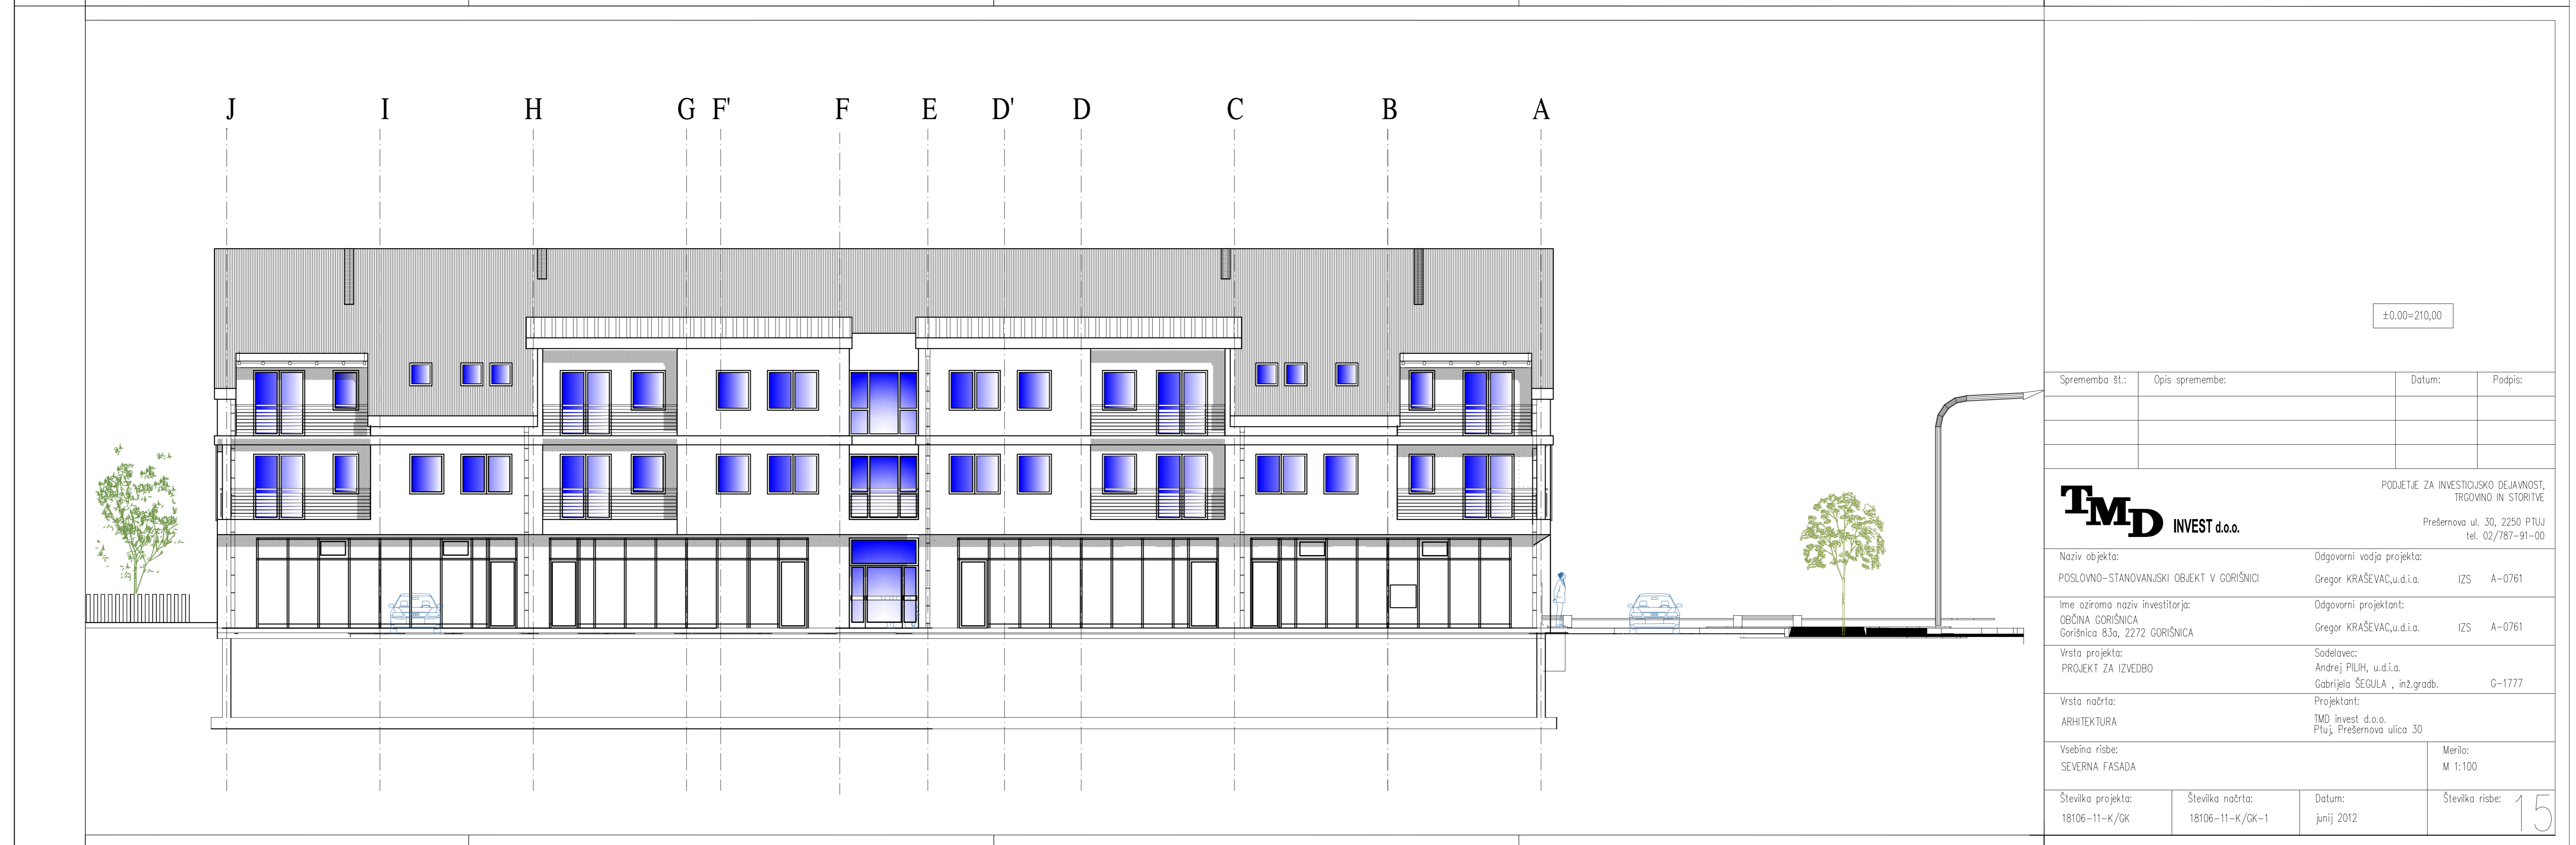 J I H G F' F E D' D C B A
±0.00=210,00
Sprememba št.: Opis spremembe: Datum: Podpis:
TMD INVEST d.o.o.
PODJETJE ZA INVESTICIJSKO DEJAVNOST,
TRGOVINO IN STORITVE
Prešernova ul. 30, 2250 PTUJ
tel. 02/787-91-00
Naziv objekta:
POSLOVNO-STANOVANJSKI OBJEKT V GORIŠNICI
Odgovorni vodja projekta:
Gregor KRAŠEVAC,u.d.i.a. IZS A-0761
Ime oziroma naziv investitorja:
OBČINA GORIŠNICA
Gorišnica 83a, 2272 GORIŠNICA
Odgovorni projektant:
Gregor KRAŠEVAC,u.d.i.a. IZS A-0761
Vrsta projekta:
PROJEKT ZA IZVEDBO
Sodelavec:
Andrej PILIH, u.d.i.a.
Gabrijela ŠEGULA , inž.gradb. G-1777
Vrsta načrta:
ARHITEKTURA
Projektant:
TMD invest d.o.o.
Ptuj, Prešernova ulica 30
Vsebina risbe:
SEVERNA FASADA
Merilo:
M 1:100
Številka projekta:
18106-11-K/GK
Številka načrta:
18106-11-K/GK-1
Datum:
junij 2012
Številka risbe: 15